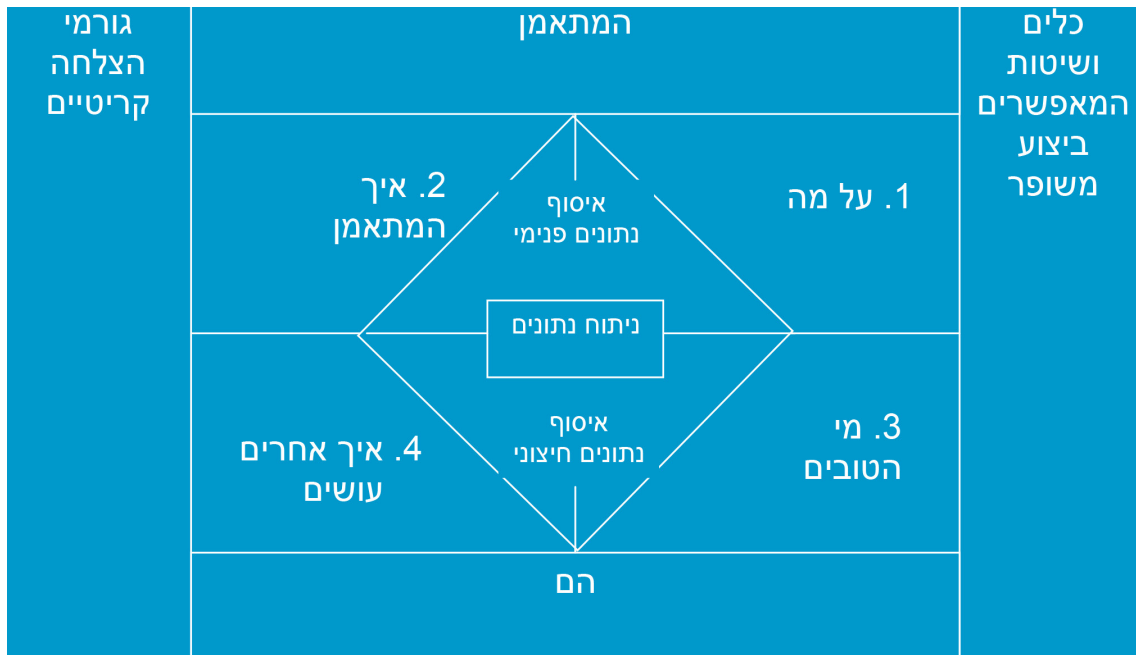 כלים
ושיטות
המאפשרים
ביצוע
משופר
המתאמן
גורמי
הצלחה
קריטיים
1. על מה
2. איך
המתאמן
איסוף
נתונים פנימי
ניתוח נתונים
איסוף
נתונים חיצוני
3. מי
הטובים
4. איך אחרים
עושים
הם